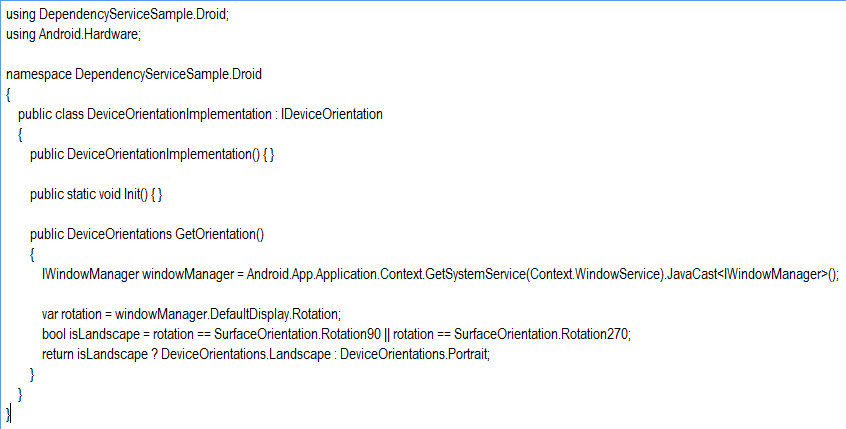 using DependencyServiceSample.Droid;
using Android.Hardware;

namespace DependencyServiceSample.Droid
{
    public class DeviceOrientationImplementation : IDeviceOrientation
    {
        public DeviceOrientationImplementation() { }

        public static void Init() { }

        public DeviceOrientations GetOrientation()
        {
            IWindowManager windowManager = Android.App.Application.Context.GetSystemService(Context.WindowService).JavaCast<IWindowManager>();

            var rotation = windowManager.DefaultDisplay.Rotation;
            bool isLandscape = rotation == SurfaceOrientation.Rotation90 || rotation == SurfaceOrientation.Rotation270;
            return isLandscape ? DeviceOrientations.Landscape : DeviceOrientations.Portrait;
        }
    }
}